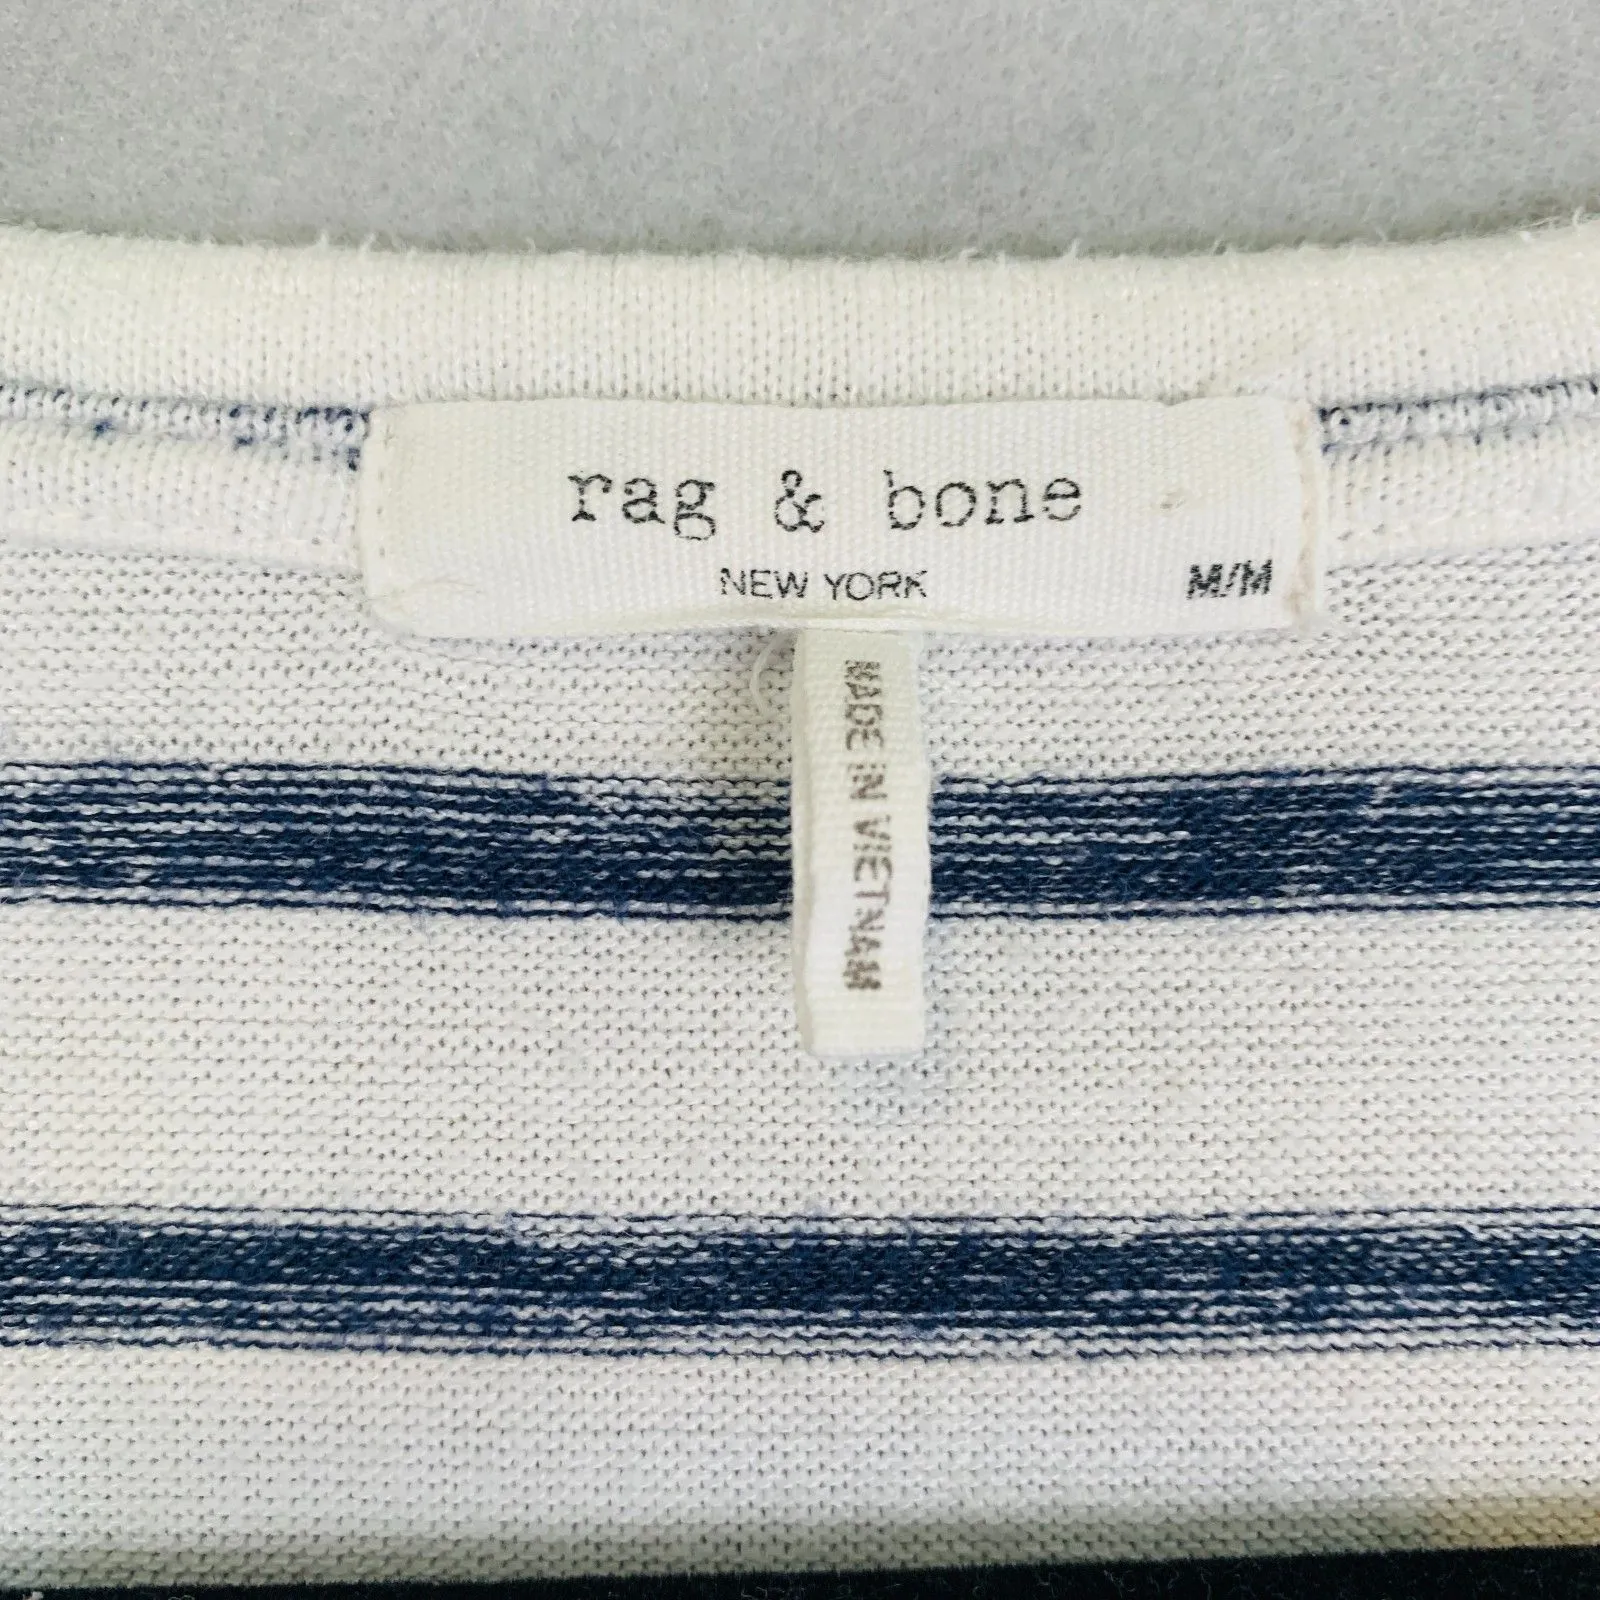 rag & bone
NEW YORK
M/M
MADE IN VIETNAM